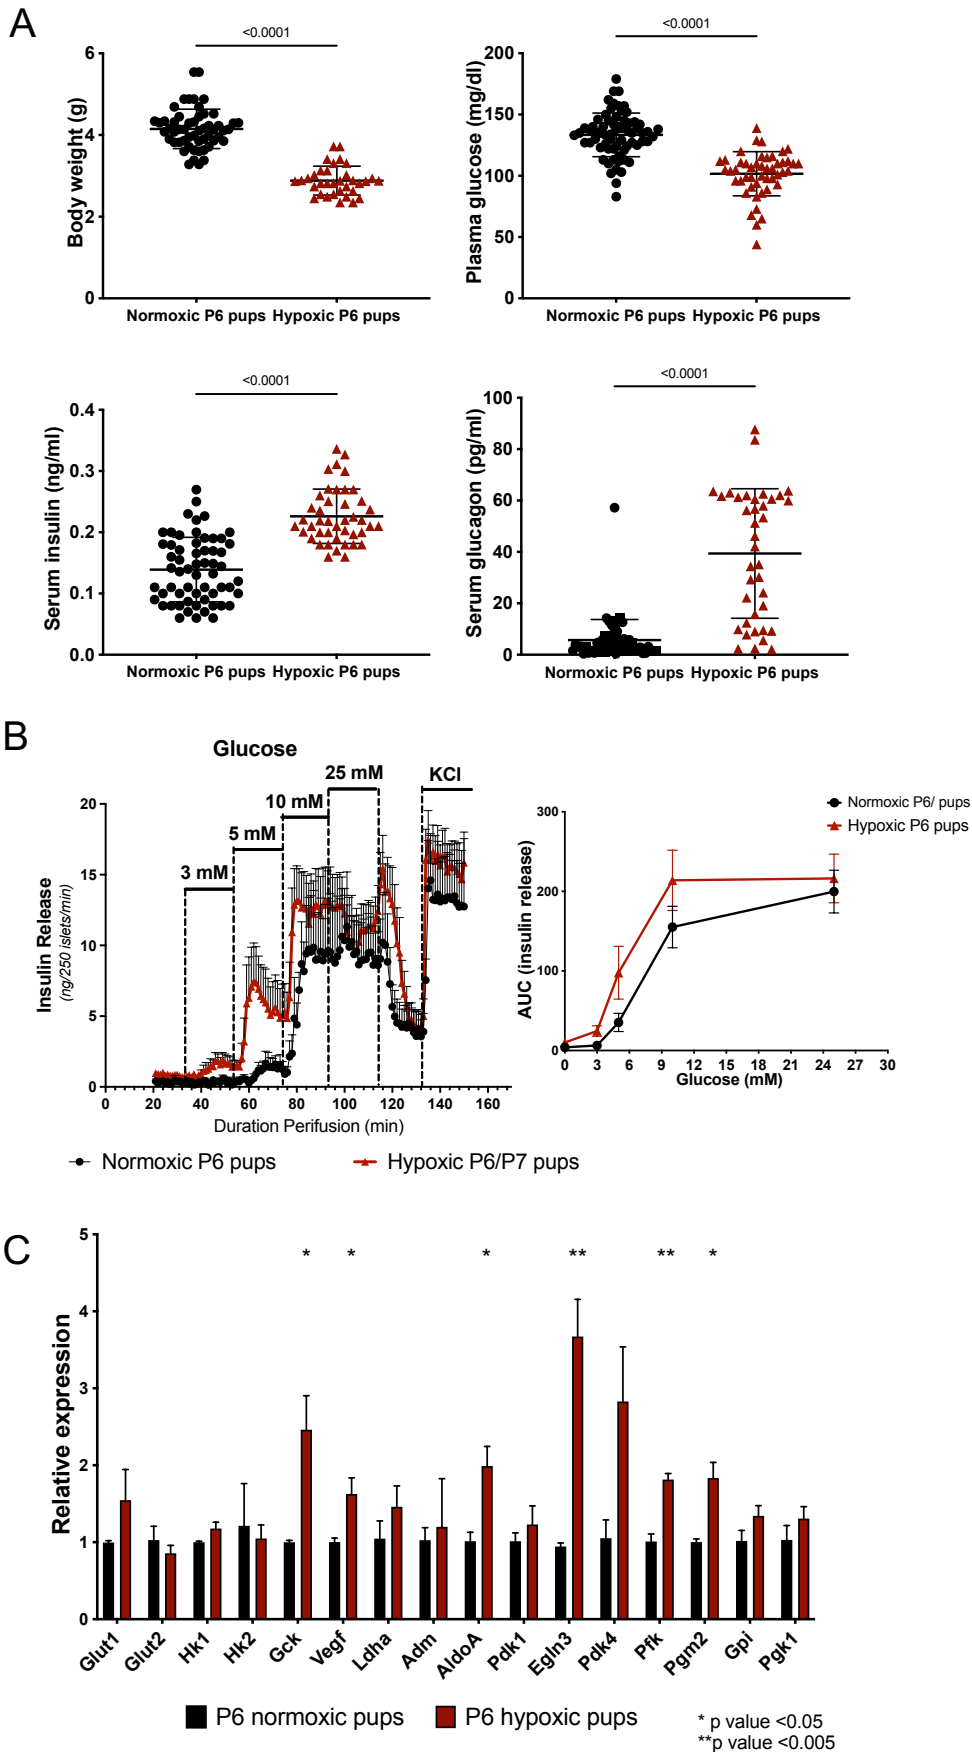 A
<0.0001
6
4
2
0
Body weight (g)
Normoxic P6 pups Hypoxic P6 pups
<0.0001
200
150
100
50
0
Plasma glucose (mg/dl)
Normoxic P6 pups Hypoxic P6 pups
<0.0001
0.4
0.3
0.2
0.1
0.0
Serum insulin (ng/ml)
Normoxic P6 pups Hypoxic P6 pups
<0.0001
100
80
60
40
20
0
Serum glucagon (pg/ml)
Normoxic P6 pups Hypoxic P6 pups
B
Glucose
3 mM
5 mM
10 mM
25 mM
KCl
20
15
10
5
0
Insulin Release
(ng/250 islets/min)
0 20 40 60 80 100 120 140 160
Duration Perifusion (min)
Normoxic P6 pups
Hypoxic P6/P7 pups
Normoxic P6/ pups
Hypoxic P6 pups
300
200
100
0
AUC (insulin release)
0 3 6 9 12 15 18 21 24 27 30
Glucose (mM)
C
5
4
3
2
1
0
Relative expression
* * * ** ** *
Glut1 Glut2 Hk1 Hk2 Gck Vegf Ldha Adm AldoA Pdk1 Egln3 Pdk4 Pfk Pgm2 Gpi Pgk1
P6 normoxic pups
P6 hypoxic pups
* p value <0.05
**p value <0.005